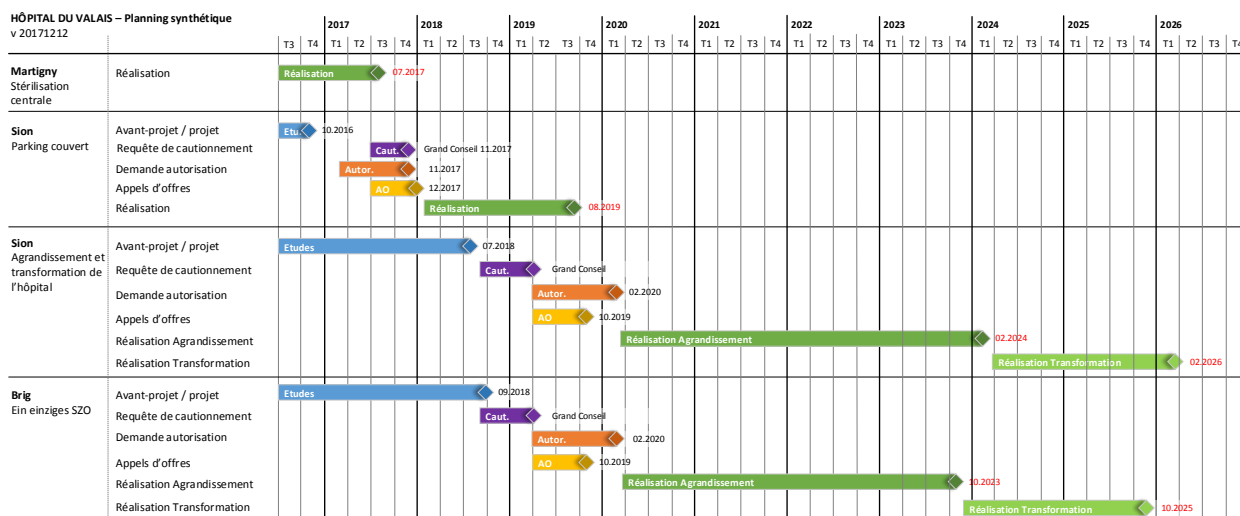 HÔPITAL DU VALAIS – Planning synthétique
v 20171212
2017 2018 2019 2020 2021 2022 2023 2024 2025 2026
T3 T4 T1 T2 T3 T4 T1 T2 T3 T4 T1 T2 T3 T4 T1 T2 T3 T4 T1 T2 T3 T4 T1 T2 T3 T4 T1 T2 T3 T4 T1 T2 T3 T4 T1 T2 T3 T4 T1 T2 T3 T4
Martigny
Stérilisation
centrale
Réalisation
Réalisation 07.2017
Sion
Parking couvert
Avant-projet / projet
Etu. 10.2016
Requête de cautionnement
Caut. Grand Conseil 11.2017
Demande autorisation
Autor. 11.2017
Appels d'offres
AO 12.2017
Réalisation
Réalisation 08.2019
Sion
Agrandissement et
transformation de
l'hôpital
Avant-projet / projet
Etudes 07.2018
Requête de cautionnement
Caut. Grand Conseil
Demande autorisation
Autor. 02.2020
Appels d'offres
AO 10.2019
Réalisation Agrandissement
Réalisation Agrandissement 02.2024
Réalisation Transformation
Réalisation Transformation 02.2026
Brig
Ein einziges SZO
Avant-projet / projet
Etudes 09.2018
Requête de cautionnement
Caut. Grand Conseil
Demande autorisation
Autor. 02.2020
Appels d'offres
AO 10.2019
Réalisation Agrandissement
Réalisation Agrandissement 10.2023
Réalisation Transformation
Réalisation Transformation 10.2025